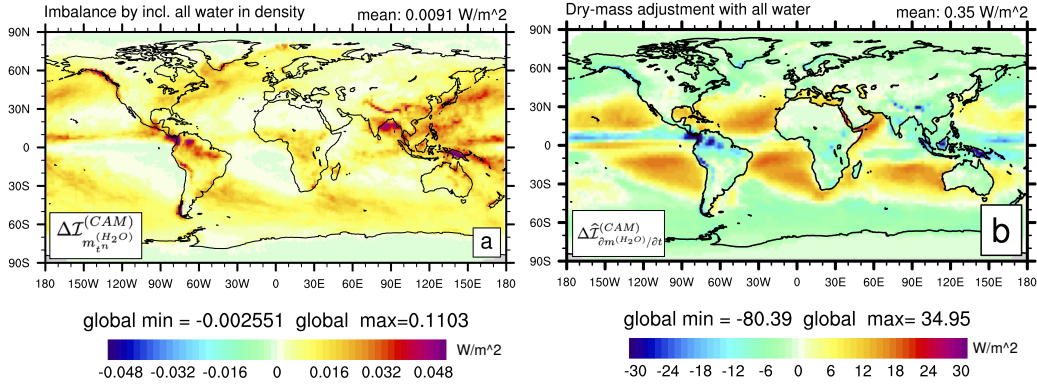 Imbalance by incl. all water in density mean: 0.0091 W/m^2
90N
60N
30N
0
30S
60S
90S
180 150W 120W 90W 60W 30W 0 30E 60E 90E 120E 150E 180
ΔI^(CAM)_m_t^n^(H2O)
a
global min = -0.002551 global max=0.1103
-0.048 -0.032 -0.016 0 0.016 0.032 0.048 W/m^2
Dry-mass adjustment with all water mean: 0.35 W/m^2
90N
60N
30N
0
30S
60S
90S
180 150W 120W 90W 60W 30W 0 30E 60E 90E 120E 150E 180
ΔÎ^(CAM)_∂m^(H2O)/∂t
b
global min = -80.39 global max= 34.95
-30 -24 -18 -12 -6 0 6 12 18 24 30 W/m^2